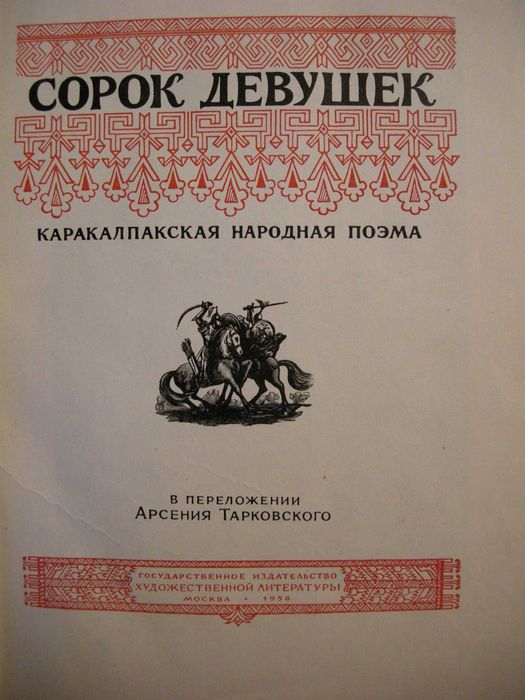 СОРОК ДЕВУШЕК
КАРАКАЛПАКСКАЯ НАРОДНАЯ ПОЭМА
В ПЕРЕЛОЖЕНИИ
АРСЕНИЯ ТАРКОВСКОГО
ГОСУДАРСТВЕННОЕ ИЗДАТЕЛЬСТВО
ХУДОЖЕСТВЕННОЙ ЛИТЕРАТУРЫ
МОСКВА • 1956